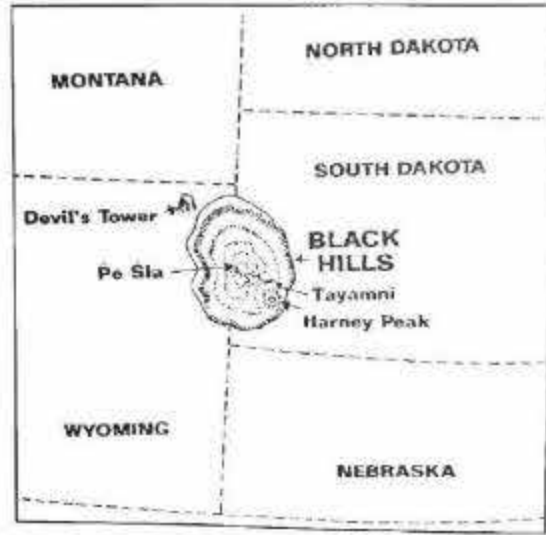 NORTH DAKOTA
MONTANA
SOUTH DAKOTA
Devil's Tower
BLACK
HILLS
Pe Sla
Tayamni
Harney Peak
WYOMING
NEBRASKA